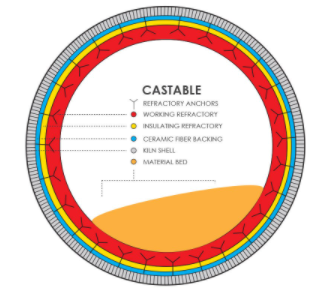 CASTABLE
REFRACTORY ANCHORS
WORKING REFRACTORY
INSULATING REFRACTORY
CERAMIC FIBER BACKING
KILN SHELL
MATERIAL BED